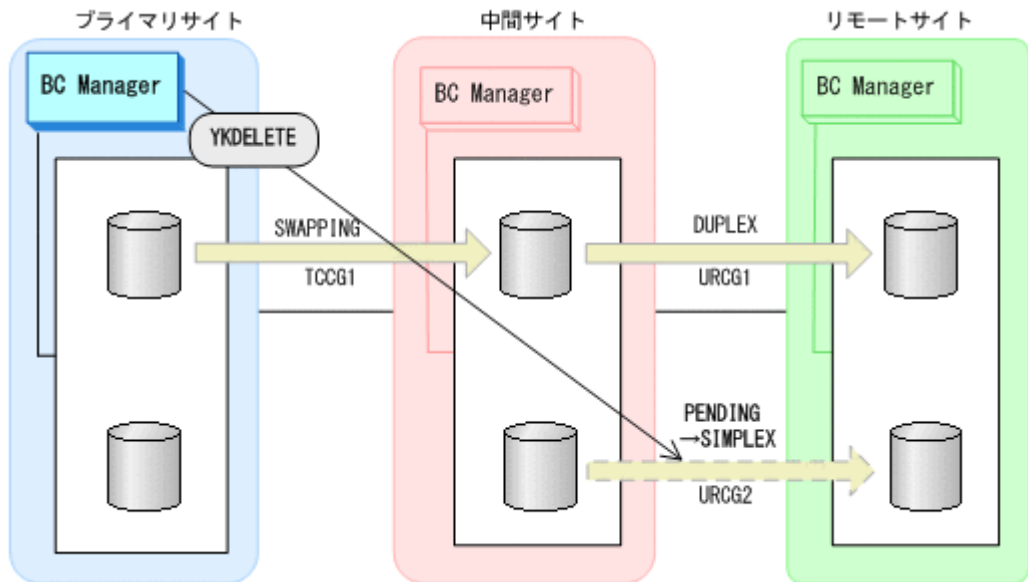 プライマリサイト
中間サイト
リモートサイト
BC Manager
BC Manager
BC Manager
YKDELETE
SWAPPING
TCCG1
DUPLEX
URCG1
PENDING
→SIMPLEX
URCG2